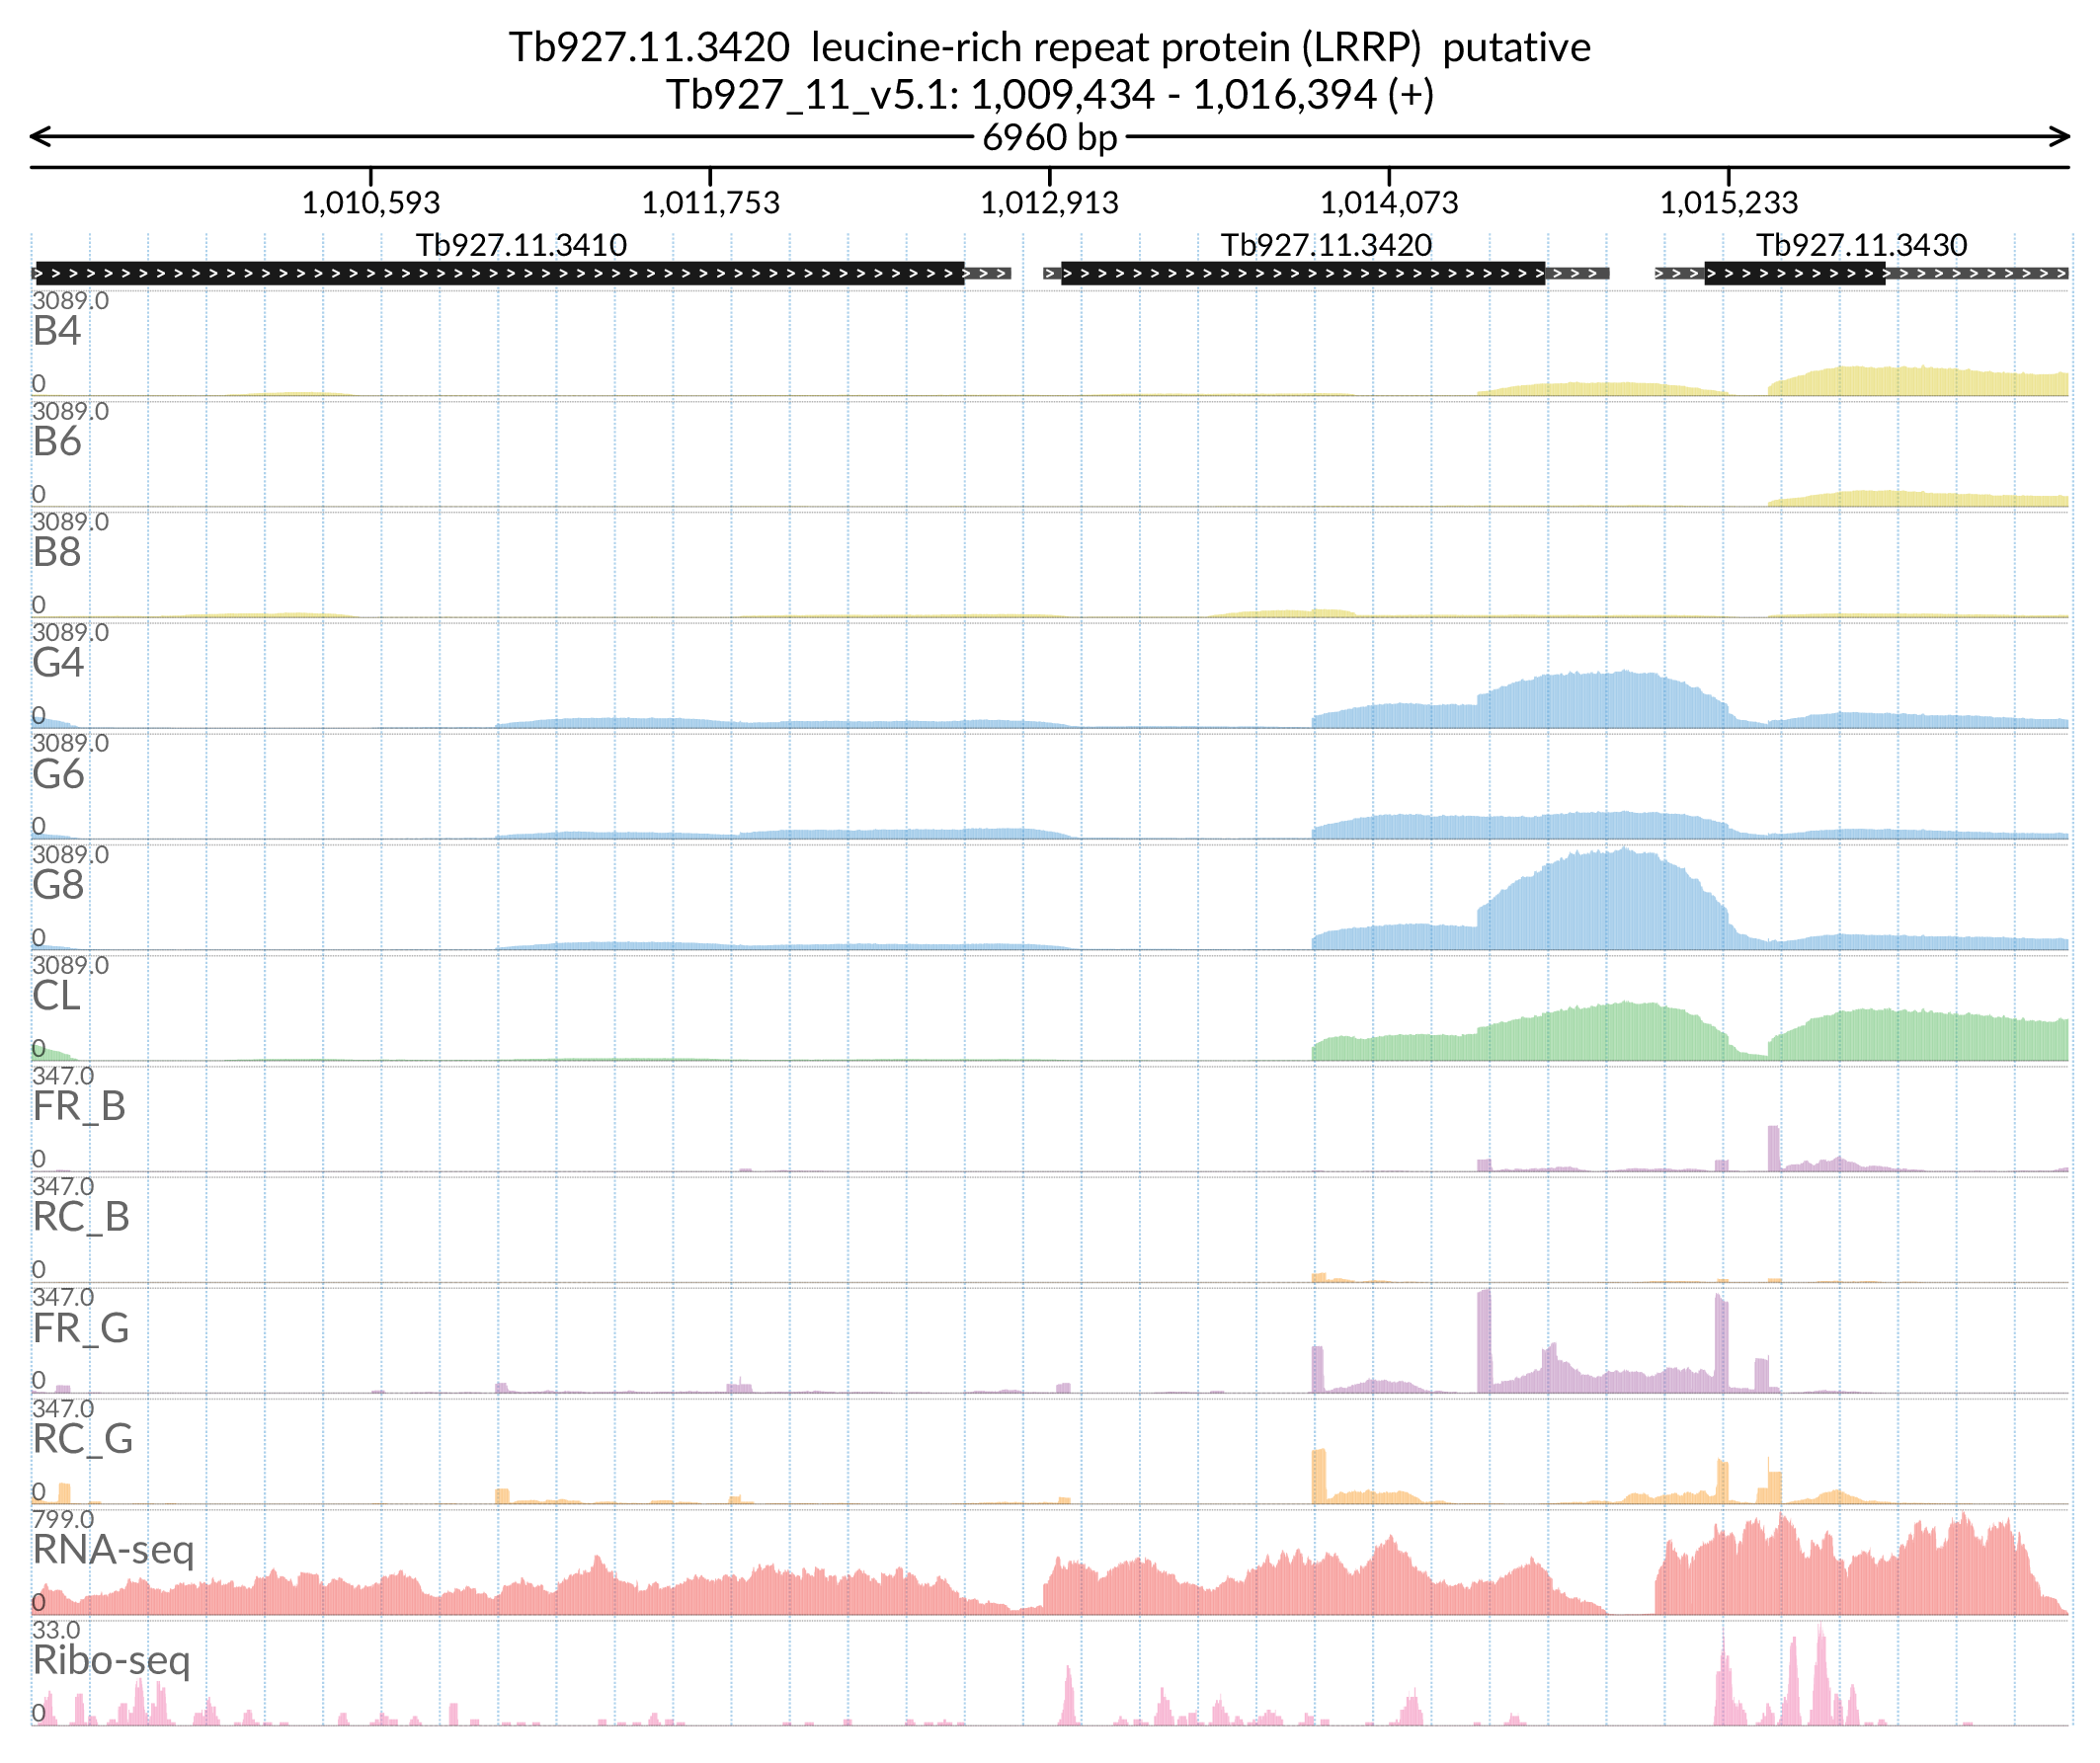 Tb927.11.3420  leucine-rich repeat protein (LRRP)  putative
Tb927_11_v5.1: 1,009,434 - 1,016,394 (+)
6960 bp
1,010,593 1,011,753 1,012,913 1,014,073 1,015,233
Tb927.11.3410 Tb927.11.3420 Tb927.11.3430
3089.0
B4
0
3089.0
B6
0
3089.0
B8
0
3089.0
G4
0
3089.0
G6
0
3089.0
G8
0
3089.0
CL
0
347.0
FR_B
0
347.0
RC_B
0
347.0
FR_G
0
347.0
RC_G
0
799.0
RNA-seq
0
33.0
Ribo-seq
0